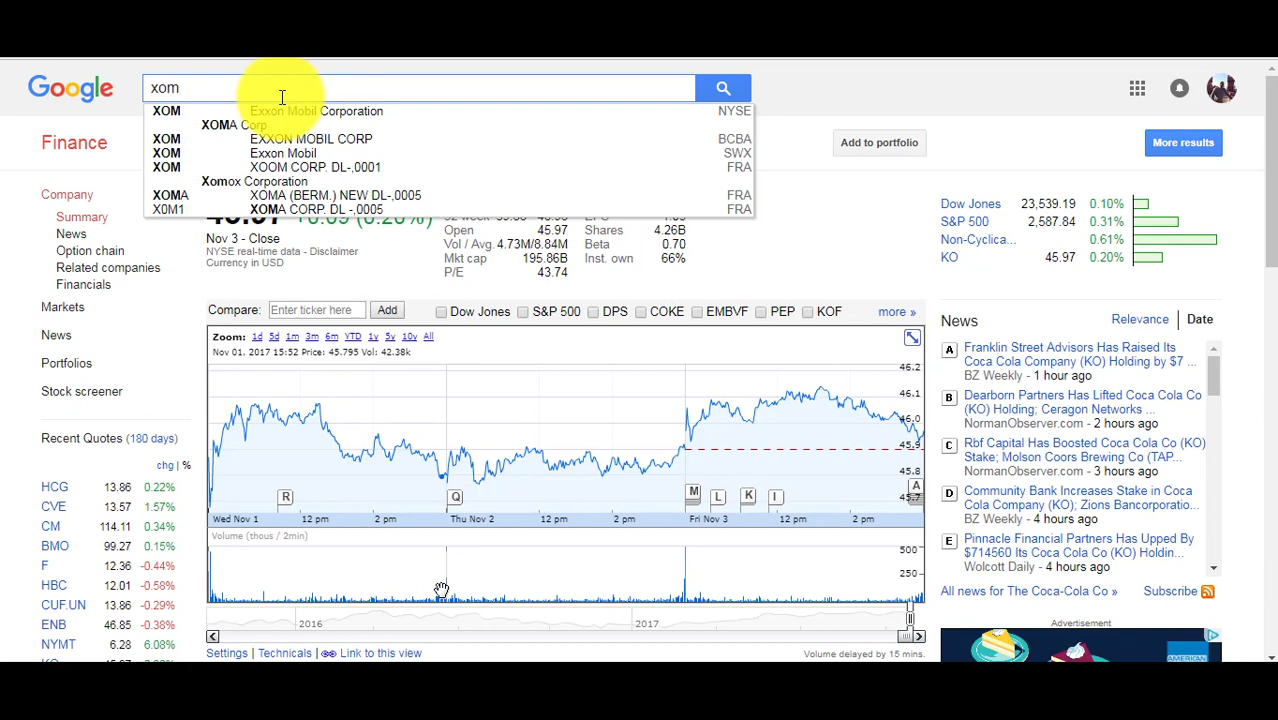 Google
xom
XOM Exxon Mobil Corporation NYSE
XOMA Corp
XOM EXXON MOBIL CORP BCBA
XOM Exxon Mobil SWX
XOM XOOM CORP. DL-,0001 FRA
Xomox Corporation
XOMA XOMA (BERM.) NEW DL-,0005 FRA
X0M1 XOMA CORP. DL -,0005 FRA
Finance
Add to portfolio
More results
Company
Summary
News
Option chain
Related companies
Financials
Markets
News
Portfolios
Stock screener
Nov 3 - Close
NYSE real-time data - Disclaimer
Currency in USD
Open 45.97
Vol / Avg. 4.73M/8.84M
Mkt cap 195.86B
P/E 43.74
Shares 4.26B
Beta 0.70
Inst. own 66%
Dow Jones 23,539.19 0.10%
S&P 500 2,587.84 0.31%
Non-Cyclica... 0.61%
KO 45.97 0.20%
Compare: Enter ticker here Add Dow Jones S&P 500 DPS COKE EMBVF PEP KOF more »
Zoom: 1d 5d 1m 3m 6m YTD 1y 5y 10y All
Nov 01, 2017 15:52 Price: 45.795 Vol: 42.38k
46.2
46.1
46.0
45.9
45.8
45.7
R Q M L K I A
Wed Nov 1 12 pm 2 pm Thu Nov 2 12 pm 2 pm Fri Nov 3 12 pm 2 pm
Volume (thous / 2min)
500
250
2016 2017
Settings | Technicals | Link to this view
Volume delayed by 15 mins.
Recent Quotes (180 days)
chg | %
HCG 13.86 0.22%
CVE 13.57 1.57%
CM 114.11 0.34%
BMO 99.27 0.15%
F 12.36 -0.44%
HBC 12.01 -0.58%
CUF.UN 13.86 -0.29%
ENB 46.85 -0.38%
NYMT 6.28 6.08%
News Relevance | Date
A Franklin Street Advisors Has Raised Its
Coca Cola Company (KO) Holding by $7 ...
BZ Weekly - 1 hour ago
B Dearborn Partners Has Lifted Coca Cola Co
(KO) Holding; Ceragon Networks ...
NormanObserver.com - 2 hours ago
C Rbf Capital Has Boosted Coca Cola Co (KO)
Stake; Molson Coors Brewing Co (TAP...
NormanObserver.com - 3 hours ago
D Community Bank Increases Stake in Coca
Cola Company (KO); Zions Bancorporatio...
NormanObserver.com - 4 hours ago
E Pinnacle Financial Partners Has Upped By
$714560 Its Coca Cola Co (KO) Holdin...
Wolcott Daily - 4 hours ago
All news for The Coca-Cola Co » Subscribe
Advertisement
AMERICAN